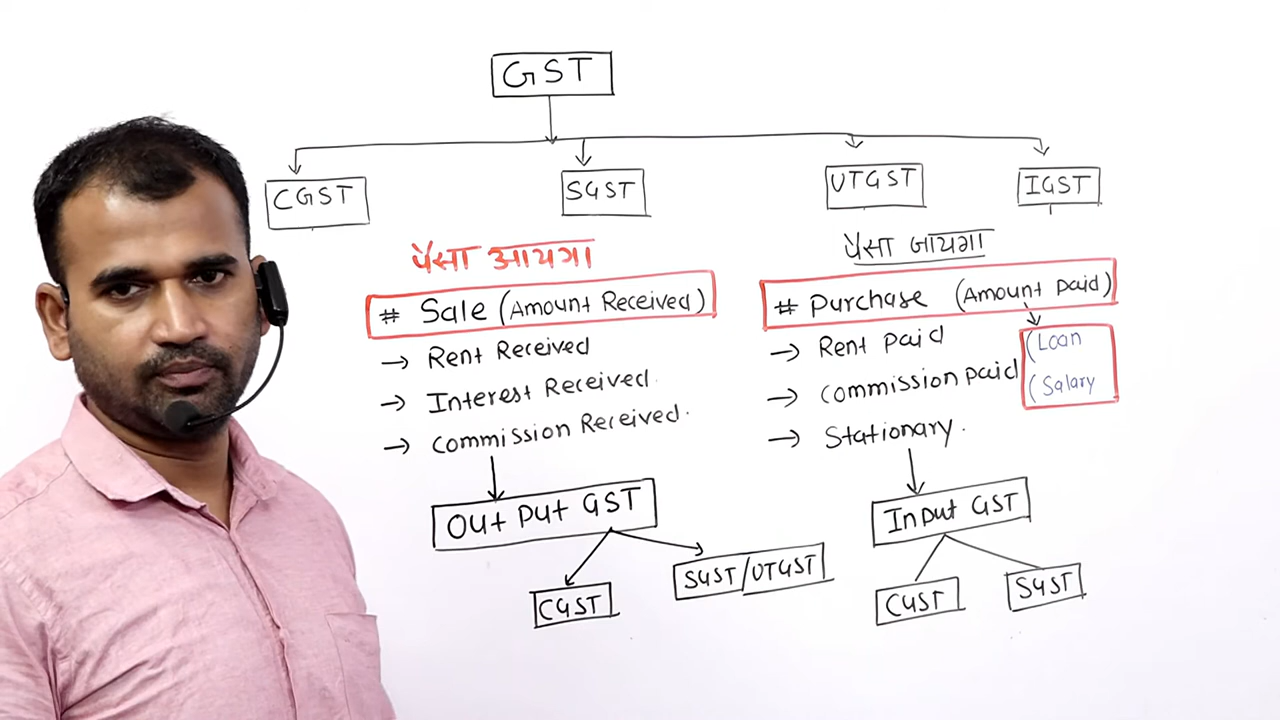 GST
CGST
SGST
UTGST
IGST
पैसा आयगा
# Sale (Amount Received)
→ Rent Received
→ Interest Received.
→ Commission Received.
Out Put GST
CGST
SGST/UTGST
पैसा जायगा
# Purchase (Amount paid)
→ Rent paid
→ Commission paid
→ Stationary.
(Loan
(Salary
Input GST
CGST
SGST